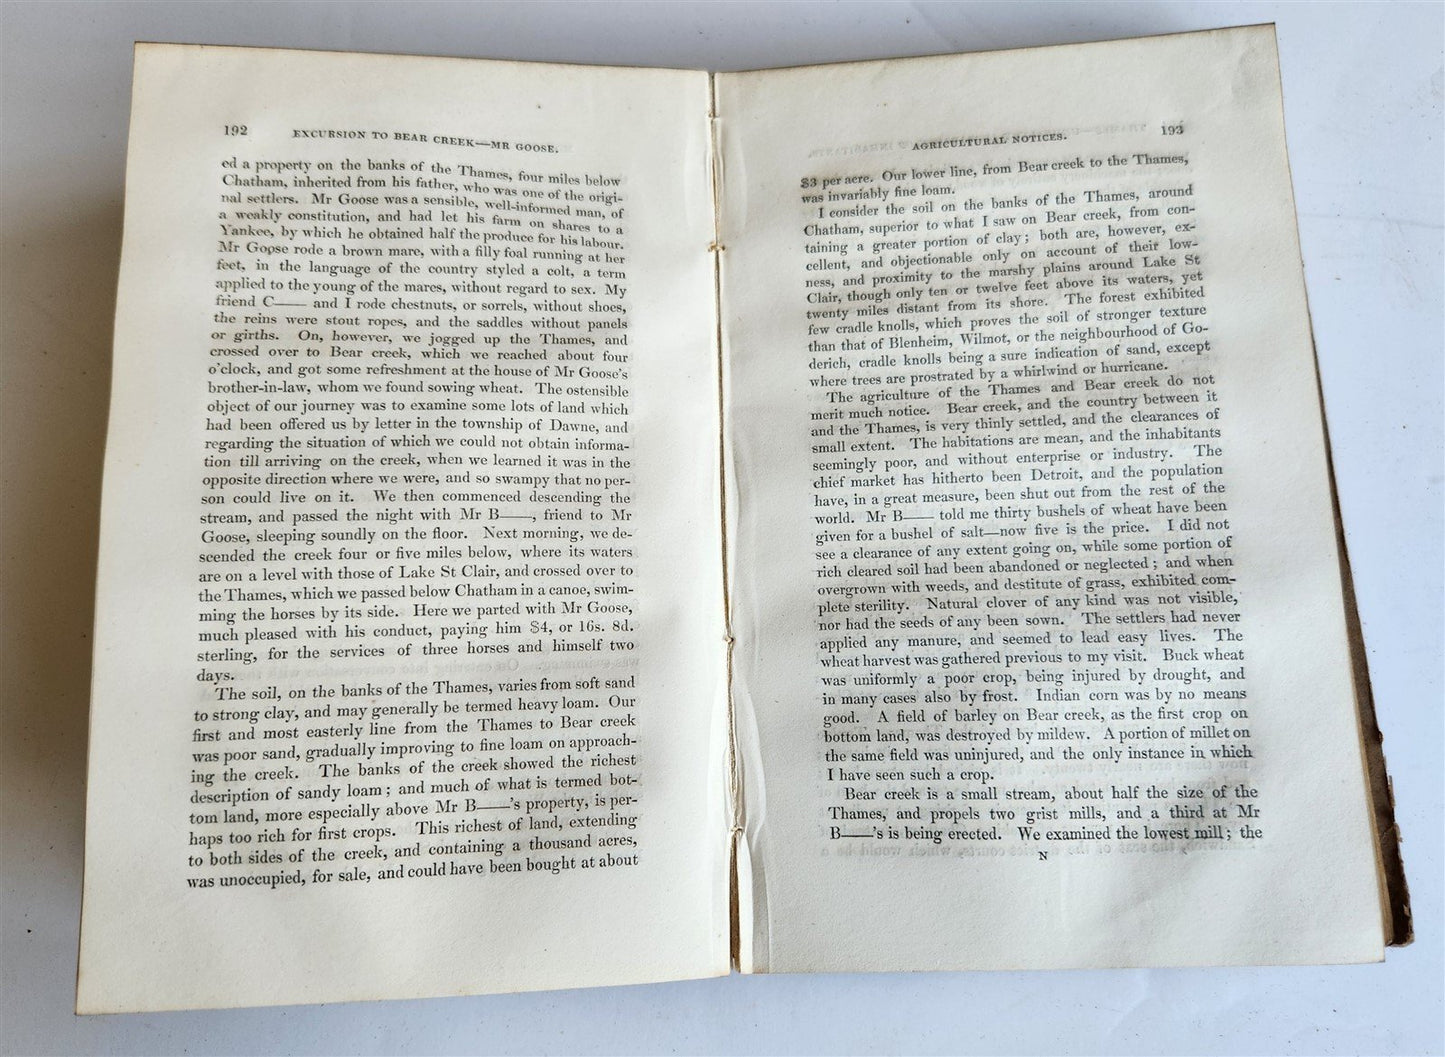 192 EXCURSION TO BEAR CREEK—MR GOOSE.
ed a property on the banks of the Thames, four miles below
Chatham, inherited from his father, who was one of the origi-
nal settlers. Mr Goose was a sensible, well-informed man, of
a weakly constitution, and had let his farm on shares to a
Yankee, by which he obtained half the produce for his labour.
Mr Goose rode a brown mare, with a filly foal running at her
feet, in the language of the country styled a colt, a term
applied to the young of the mares, without regard to sex. My
friend C—— and I rode chestnuts, or sorrels, without shoes,
the reins were stout ropes, and the saddles without panels
or girths. On, however, we jogged up the Thames, and
crossed over to Bear creek, which we reached about four
o'clock, and got some refreshment at the house of Mr Goose's
brother-in-law, whom we found sowing wheat. The ostensible
object of our journey was to examine some lots of land which
had been offered us by letter in the township of Dawne, and
regarding the situation of which we could not obtain informa-
tion till arriving on the creek, when we learned it was in the
opposite direction where we were, and so swampy that no per-
son could live on it. We then commenced descending the
stream, and passed the night with Mr B——, friend to Mr
Goose, sleeping soundly on the floor. Next morning, we de-
scended the creek four or five miles below, where its waters
are on a level with those of Lake St Clair, and crossed over to
the Thames, which we passed below Chatham in a canoe, swim-
ming the horses by its side. Here we parted with Mr Goose,
much pleased with his conduct, paying him $4, or 16s. 8d.
sterling, for the services of three horses and himself two
days.
The soil, on the banks of the Thames, varies from soft sand
to strong clay, and may generally be termed heavy loam. Our
first and most easterly line from the Thames to Bear creek
was poor sand, gradually improving to fine loam on approach-
ing the creek. The banks of the creek showed the richest
description of sandy loam; and much of what is termed bot-
tom land, more especially above Mr B——'s property, is per-
haps too rich for first crops. This richest of land, extending
to both sides of the creek, and containing a thousand acres,
was unoccupied, for sale, and could have been bought at about
AGRICULTURAL NOTICES. 193
$3 per acre. Our lower line, from Bear creek to the Thames,
was invariably fine loam.
I consider the soil on the banks of the Thames, around
Chatham, superior to what I saw on Bear creek, from con-
taining a greater portion of clay; both are, however, ex-
cellent, and objectionable only on account of their low-
ness, and proximity to the marshy plains around Lake St
Clair, though only ten or twelve feet above its waters, yet
twenty miles distant from its shore. The forest exhibited
few cradle knolls, which proves the soil of stronger texture
than that of Blenheim, Wilmot, or the neighbourhood of Go-
derich, cradle knolls being a sure indication of sand, except
where trees are prostrated by a whirlwind or hurricane.
The agriculture of the Thames and Bear creek do not
merit much notice. Bear creek, and the country between it
and the Thames, is very thinly settled, and the clearances of
small extent. The habitations are mean, and the inhabitants
seemingly poor, and without enterprise or industry. The
chief market has hitherto been Detroit, and the population
have, in a great measure, been shut out from the rest of the
world. Mr B—— told me thirty bushels of wheat have been
given for a bushel of salt—now five is the price. I did not
see a clearance of any extent going on, while some portion of
rich cleared soil had been abandoned or neglected; and when
overgrown with weeds, and destitute of grass, exhibited com-
plete sterility. Natural clover of any kind was not visible,
nor had the seeds of any been sown. The settlers had never
applied any manure, and seemed to lead easy lives. The
wheat harvest was gathered previous to my visit. Buck wheat
was uniformly a poor crop, being injured by drought, and
in many cases also by frost. Indian corn was by no means
good. A field of barley on Bear creek, as the first crop on
bottom land, was destroyed by mildew. A portion of millet on
the same field was uninjured, and the only instance in which
I have seen such a crop.
Bear creek is a small stream, about half the size of the
Thames, and propels two grist mills, and a third at Mr
B——'s is being erected. We examined the lowest mill; the
N